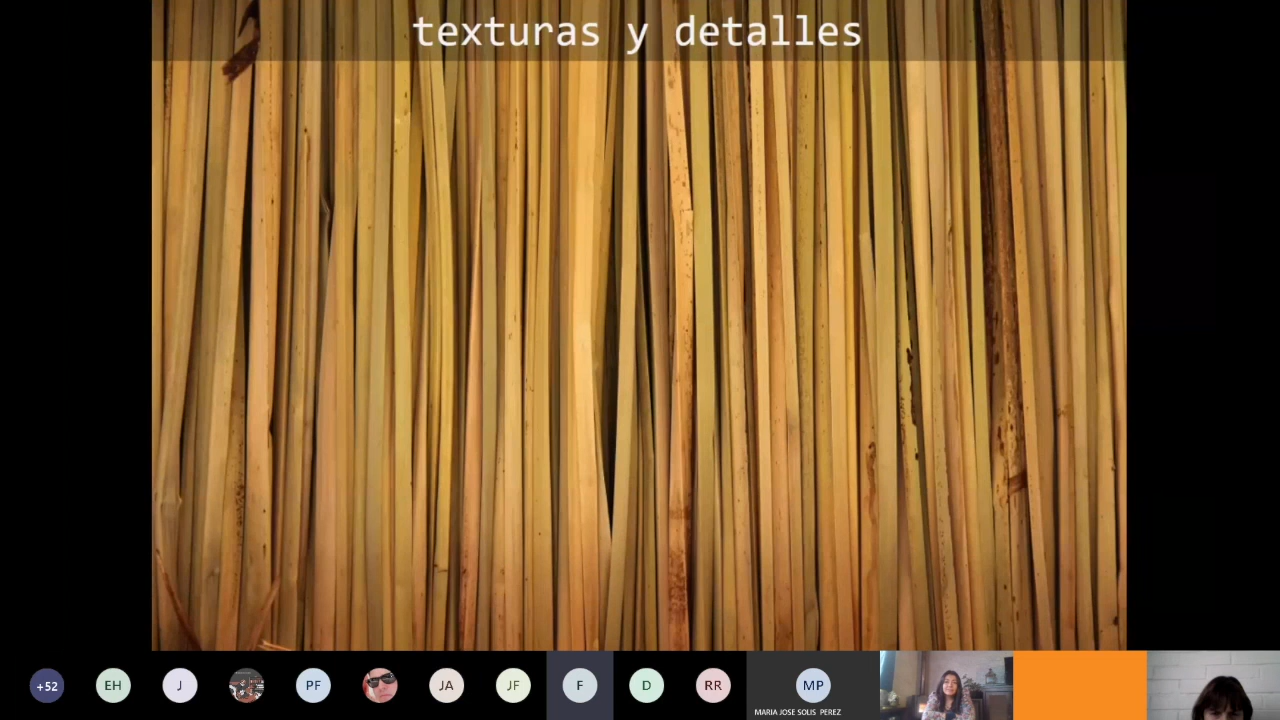 texturas y detalles
+52
EH
J
PF
JA
JF
F
D
RR
MP
MARIA JOSE SOLIS PEREZ